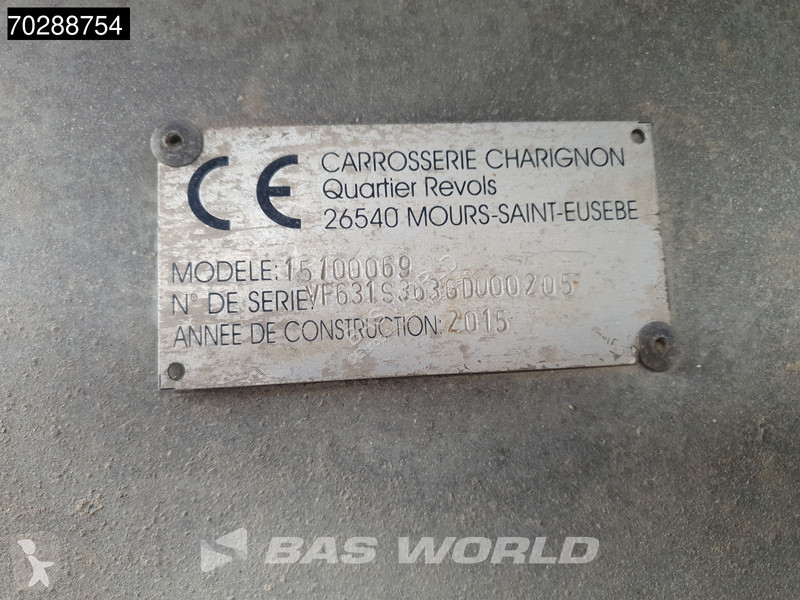 70288754
CE
CARROSSERIE CHARIGNON
Quartier Revols
26540 MOURS-SAINT-EUSEBE
MODELE: 15100069
N° DE SERIE: VF631S3636D000205
ANNEE DE CONSTRUCTION: 2015
BAS WORLD